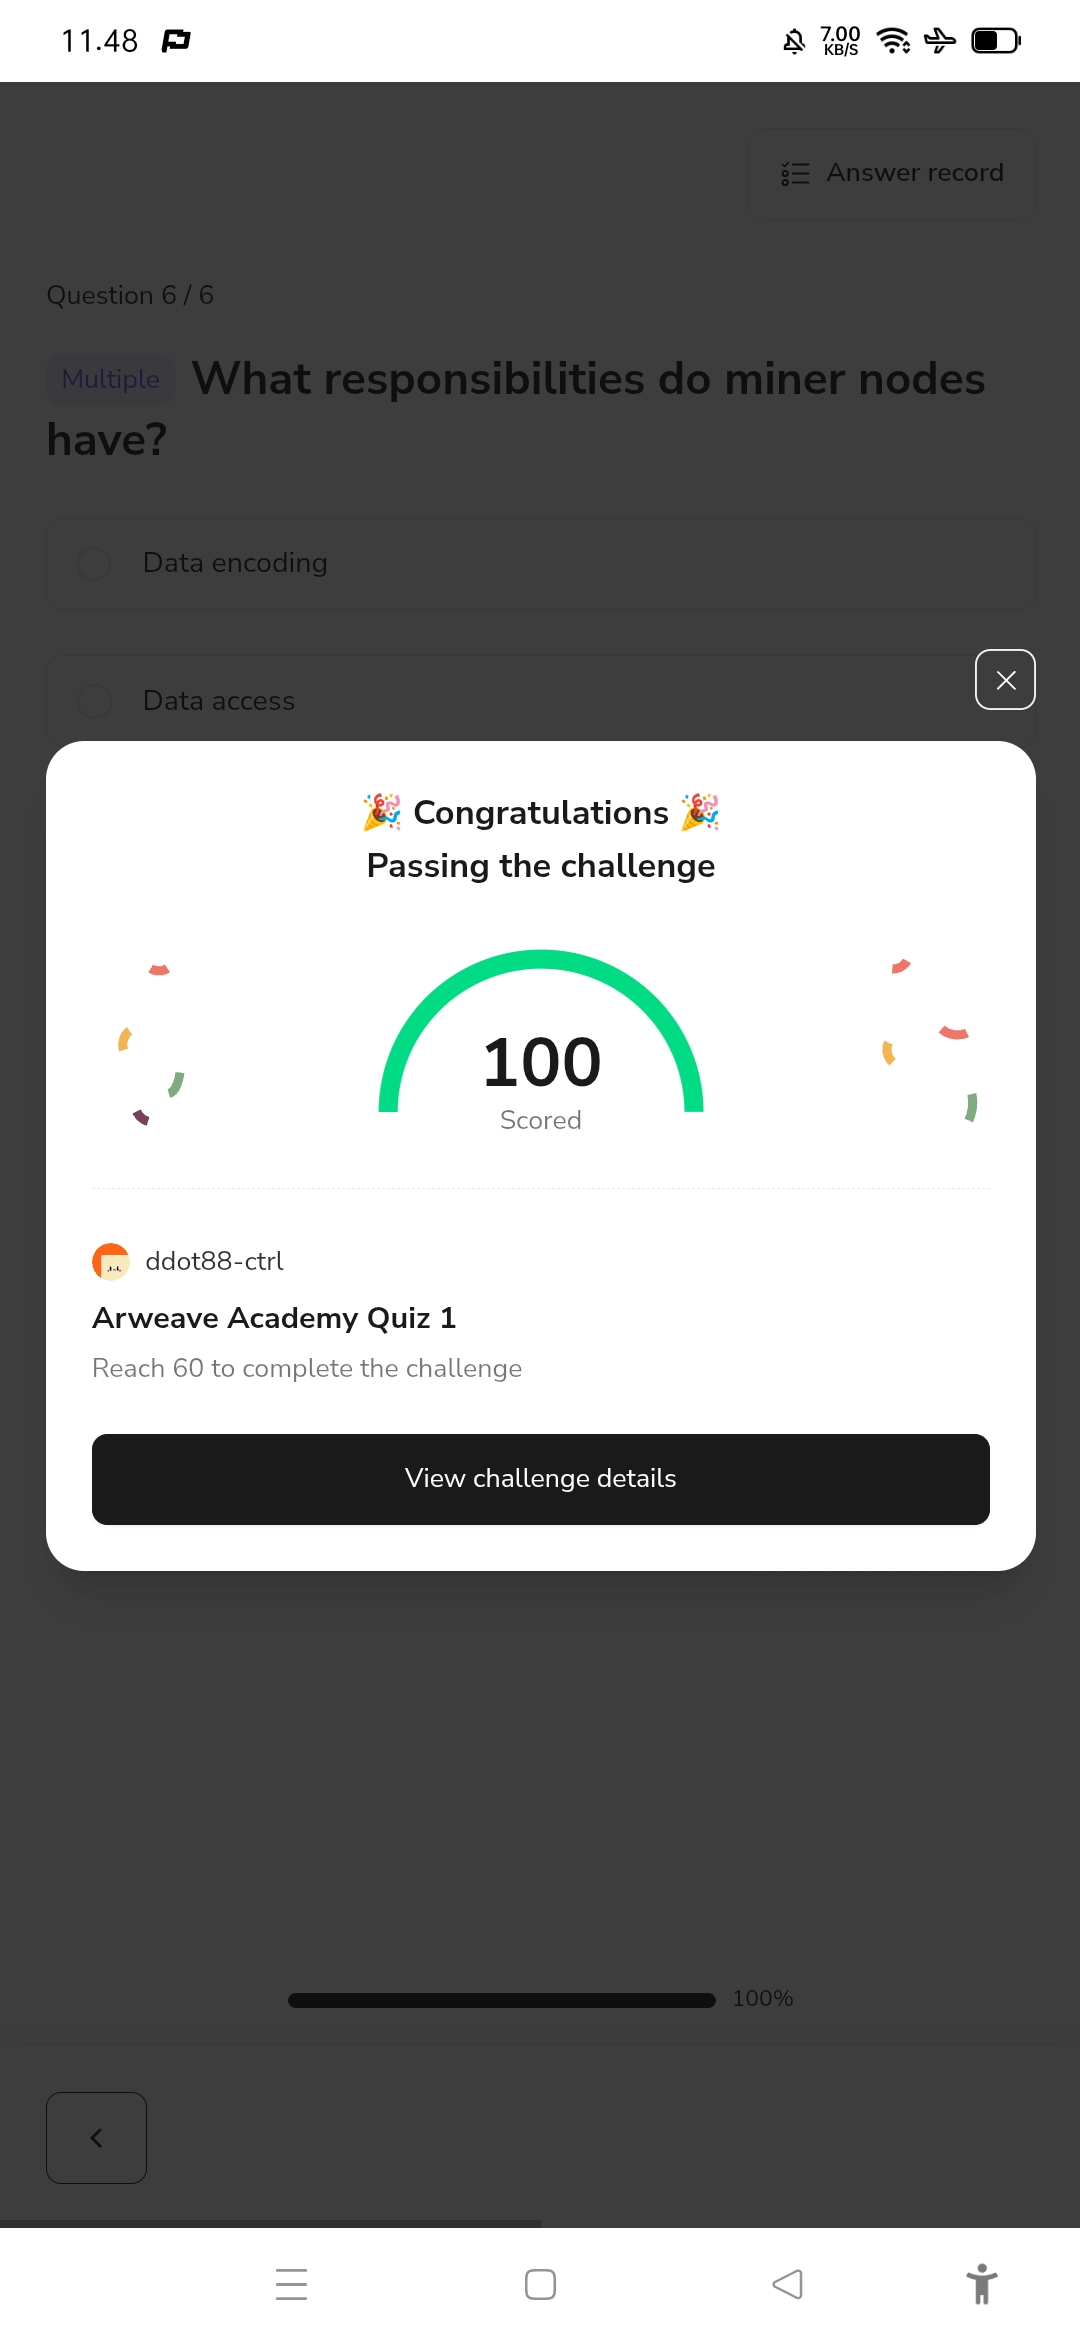 11.48
7.00
KB/S
Answer record
Question 6 / 6
Multiple What responsibilities do miner nodes
have?
Data encoding
Data access
🎉 Congratulations 🎉
Passing the challenge
100
Scored
ddot88-ctrl
Arweave Academy Quiz 1
Reach 60 to complete the challenge
View challenge details
100%